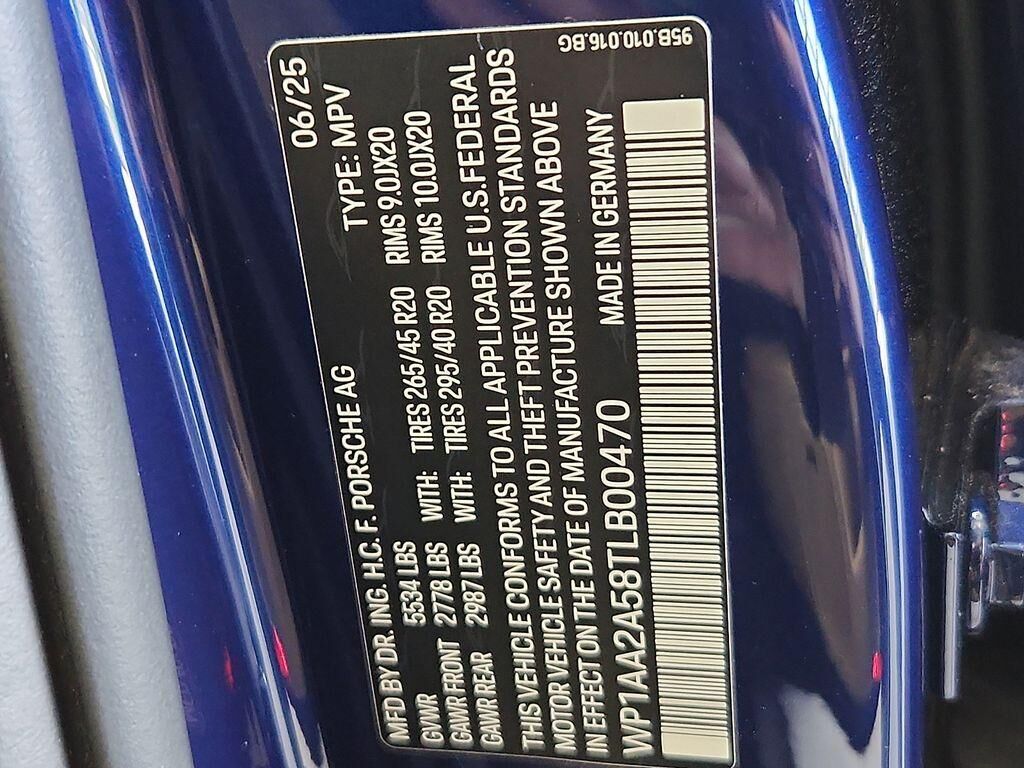 06/25
MFD BY DR. ING. H.C. F. PORSCHE AG TYPE: MPV
GVWR 5534 LBS
GAWR FRONT 2778 LBS WITH: TIRES 265/45 R20 RIMS 9.0JX20
GAWR REAR 2987 LBS WITH: TIRES 295/40 R20 RIMS 10.0JX20
THIS VEHICLE CONFORMS TO ALL APPLICABLE U.S. FEDERAL
MOTOR VEHICLE SAFETY AND THEFT PREVENTION STANDARDS
IN EFFECT ON THE DATE OF MANUFACTURE SHOWN ABOVE
WP1AA2A58TLB00470 MADE IN GERMANY
95B.010.016.BG